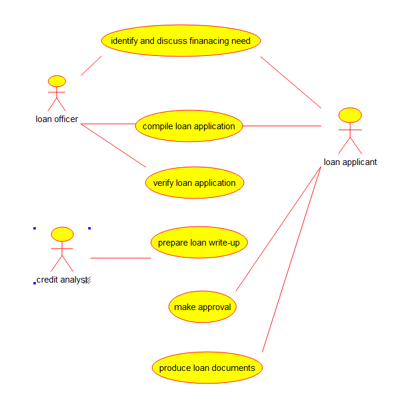 identify and discuss finanacing need
loan officer
compile loan application
loan applicant
verify loan application
prepare loan write-up
credit analyst
make approval
produce loan documents